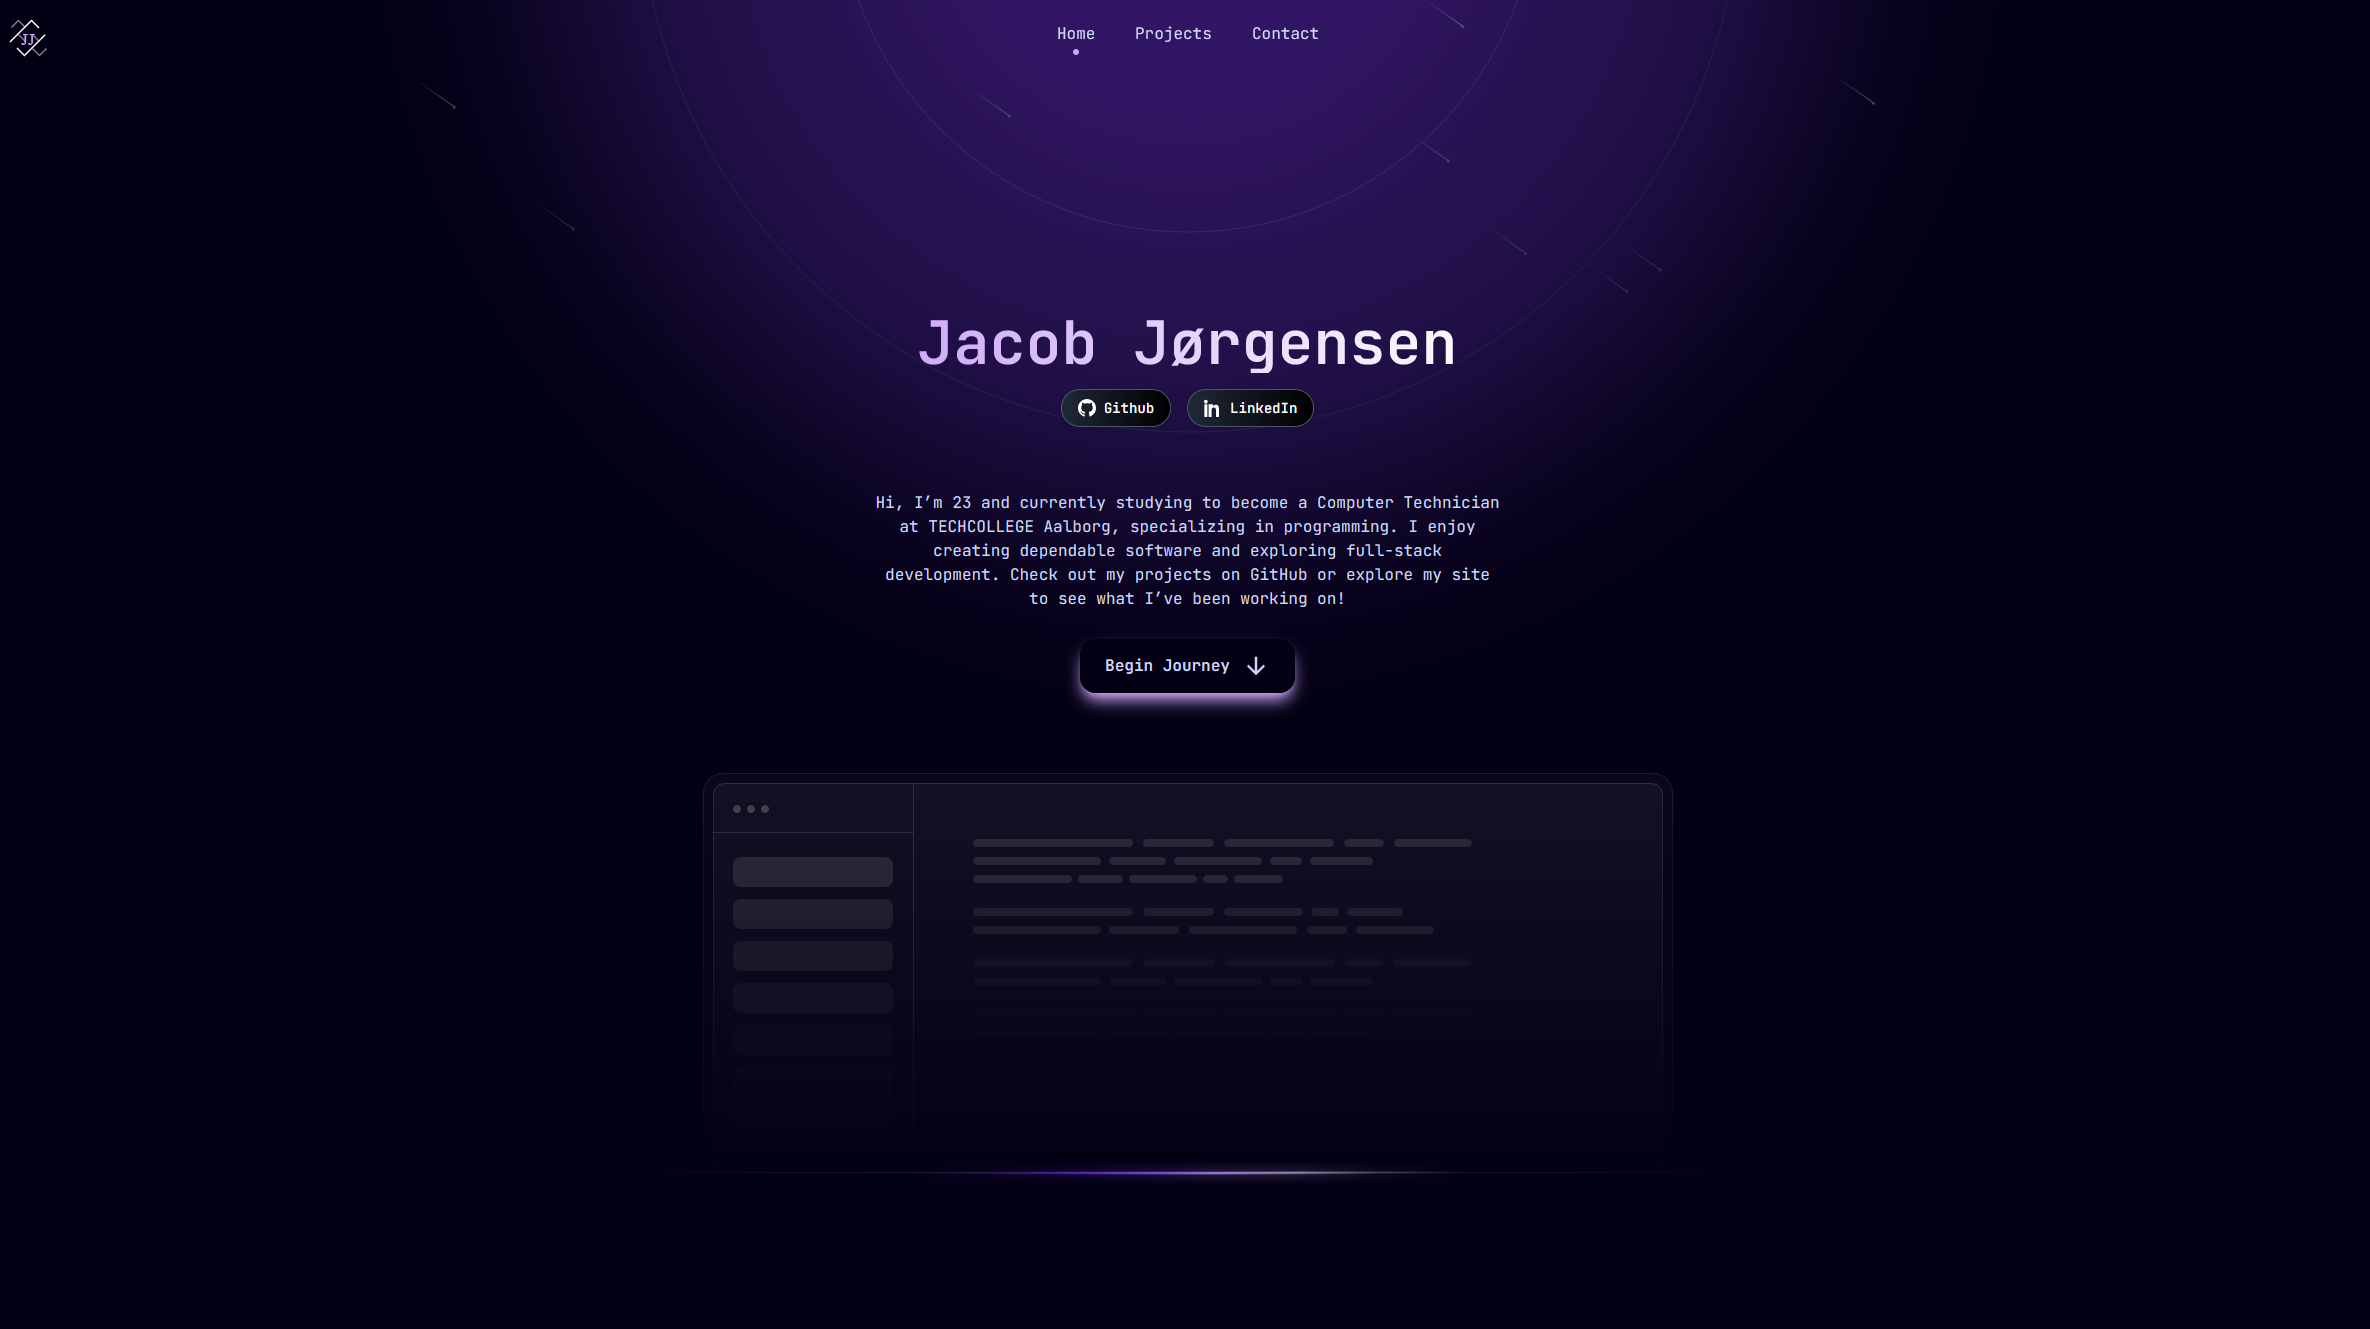 JJ
Home Projects Contact
Jacob Jørgensen
Github LinkedIn
Hi, I’m 23 and currently studying to become a Computer Technician
at TECHCOLLEGE Aalborg, specializing in programming. I enjoy
creating dependable software and exploring full-stack
development. Check out my projects on GitHub or explore my site
to see what I’ve been working on!
Begin Journey